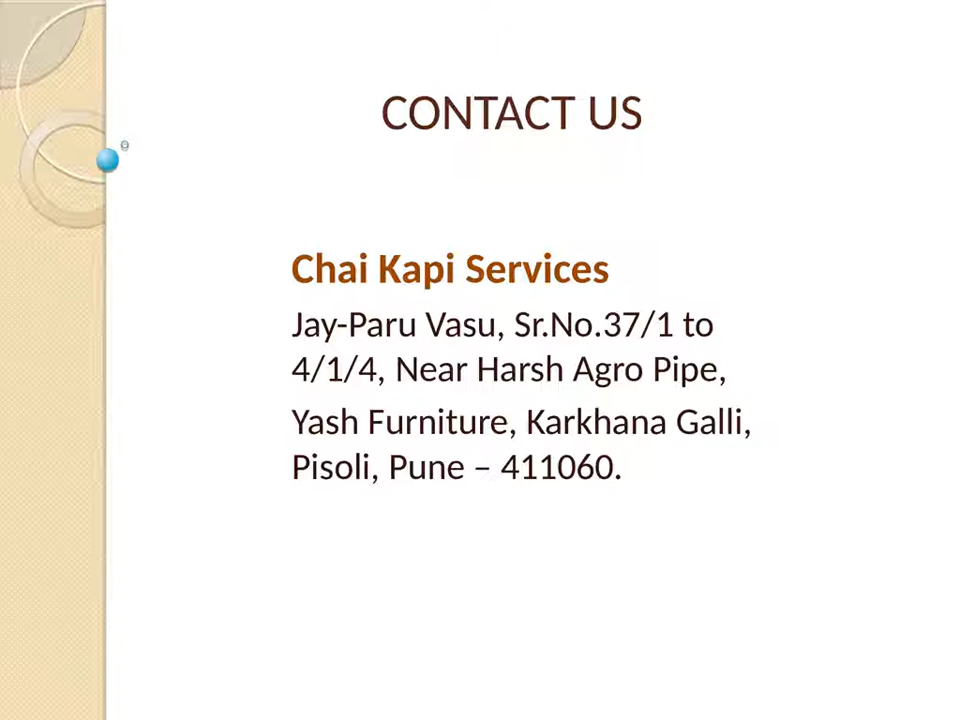 CONTACT US
Chai Kapi Services
Jay-Paru Vasu, Sr.No.37/1 to
4/1/4, Near Harsh Agro Pipe,
Yash Furniture, Karkhana Galli,
Pisoli, Pune – 411060.